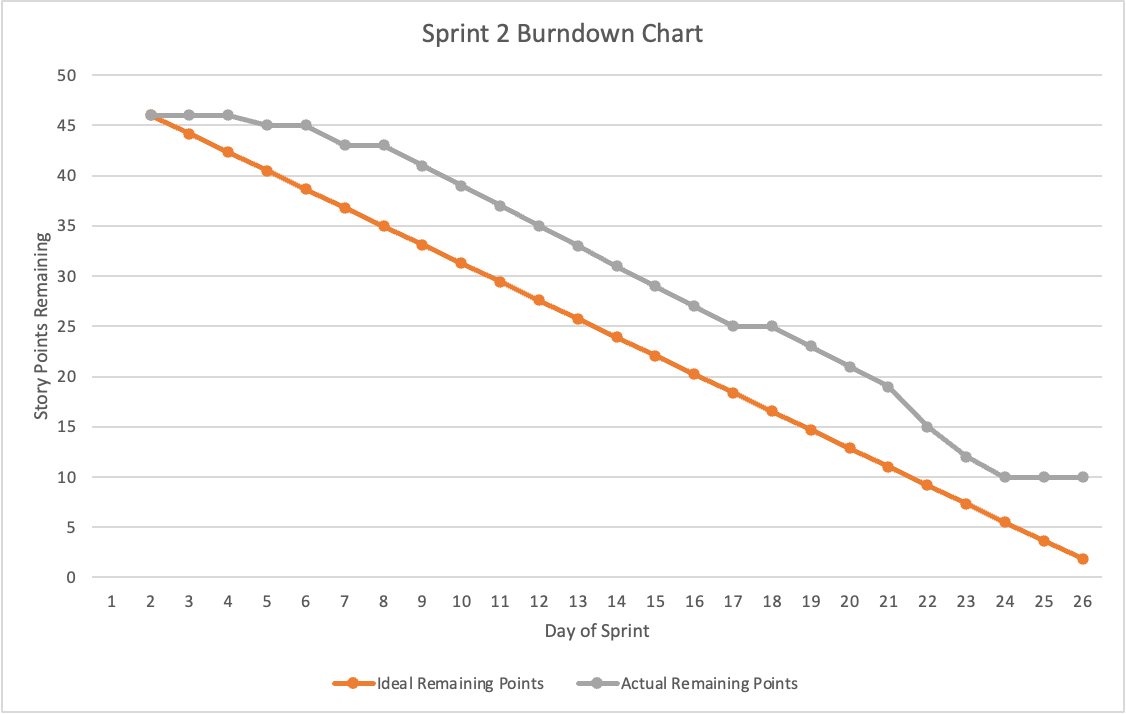 Sprint 2 Burndown Chart
50
45
40
35
30
25
20
15
10
5
0
Story Points Remaining
1 2 3 4 5 6 7 8 9 10 11 12 13 14 15 16 17 18 19 20 21 22 23 24 25 26
Day of Sprint
Ideal Remaining Points Actual Remaining Points